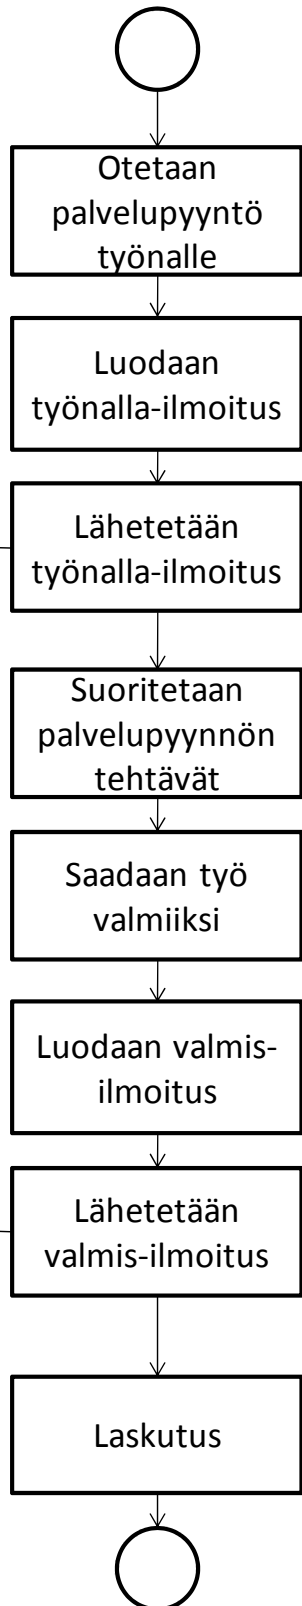 Otetaan
palvelupyyntö
työnalle
Luodaan
työnalla-ilmoitus
Lähetetään
työnalla-ilmoitus
Suoritetaan
palvelupyynnön
tehtävät
Saadaan työ
valmiiksi
Luodaan valmis-
ilmoitus
Lähetetään
valmis-ilmoitus
Laskutus